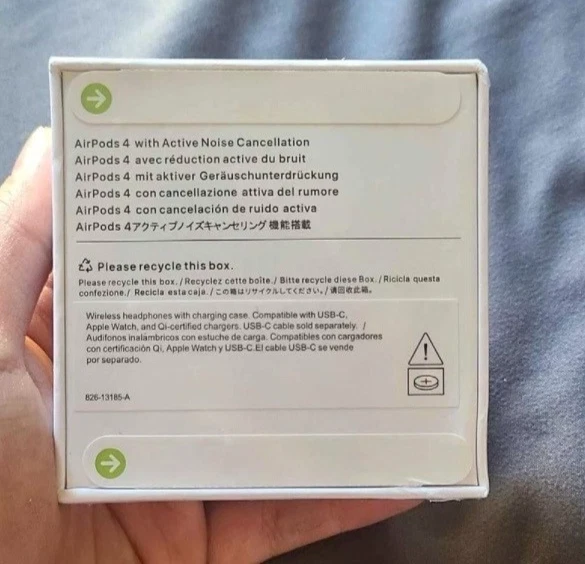 AirPods 4 with Active Noise Cancellation
AirPods 4 avec réduction active du bruit
AirPods 4 mit aktiver Geräuschunterdrückung
AirPods 4 con cancellazione attiva del rumore
AirPods 4 con cancelación de ruido activa
AirPods 4アクティブノイズキャンセリング 機能搭載
Please recycle this box.
Please recycle this box./Recyclez cette boîte./ Bitte recycle diese Box./Ricicla questa
confezione./ Recicla esta caja./この箱はリサイクルしてください。/请回收此箱。
Wireless headphones with charging case. Compatible with USB-C,
Apple Watch, and Qi-certified chargers. USB-C cable sold separately. /
Audífonos inalámbricos con estuche de carga. Compatibles con cargadores
con certificación Qi, Apple Watch y USB-C.El cable USB-C se vende
por separado.
826-13185-A